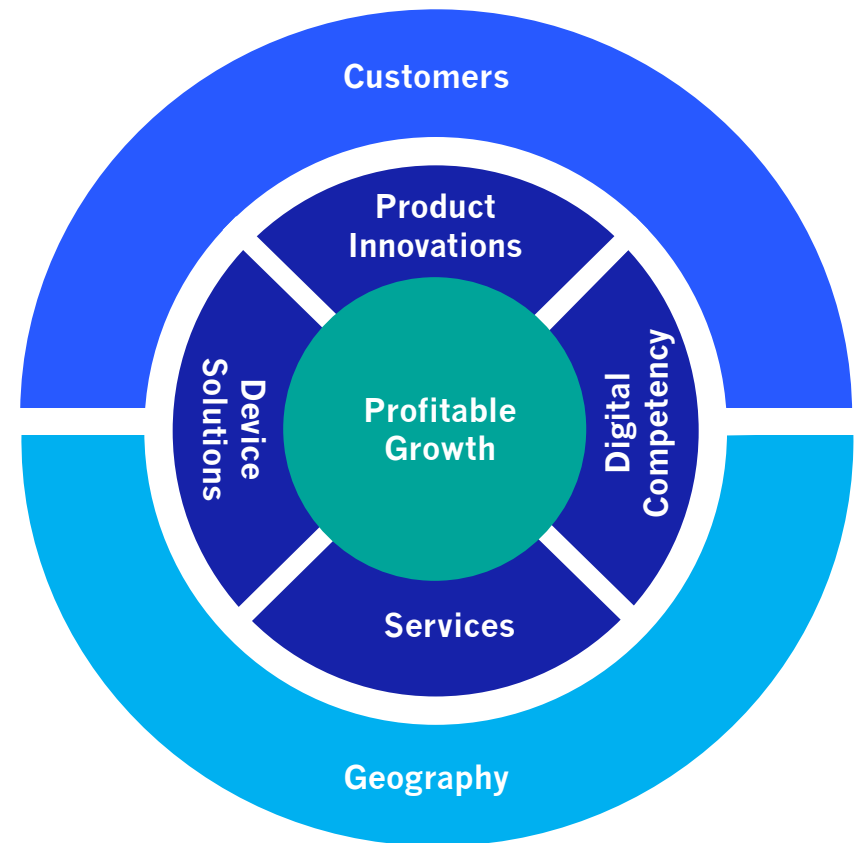 Customers
Product
Innovations
Device
Solutions
Profitable
Growth
Digital
Competency
Services
Geography